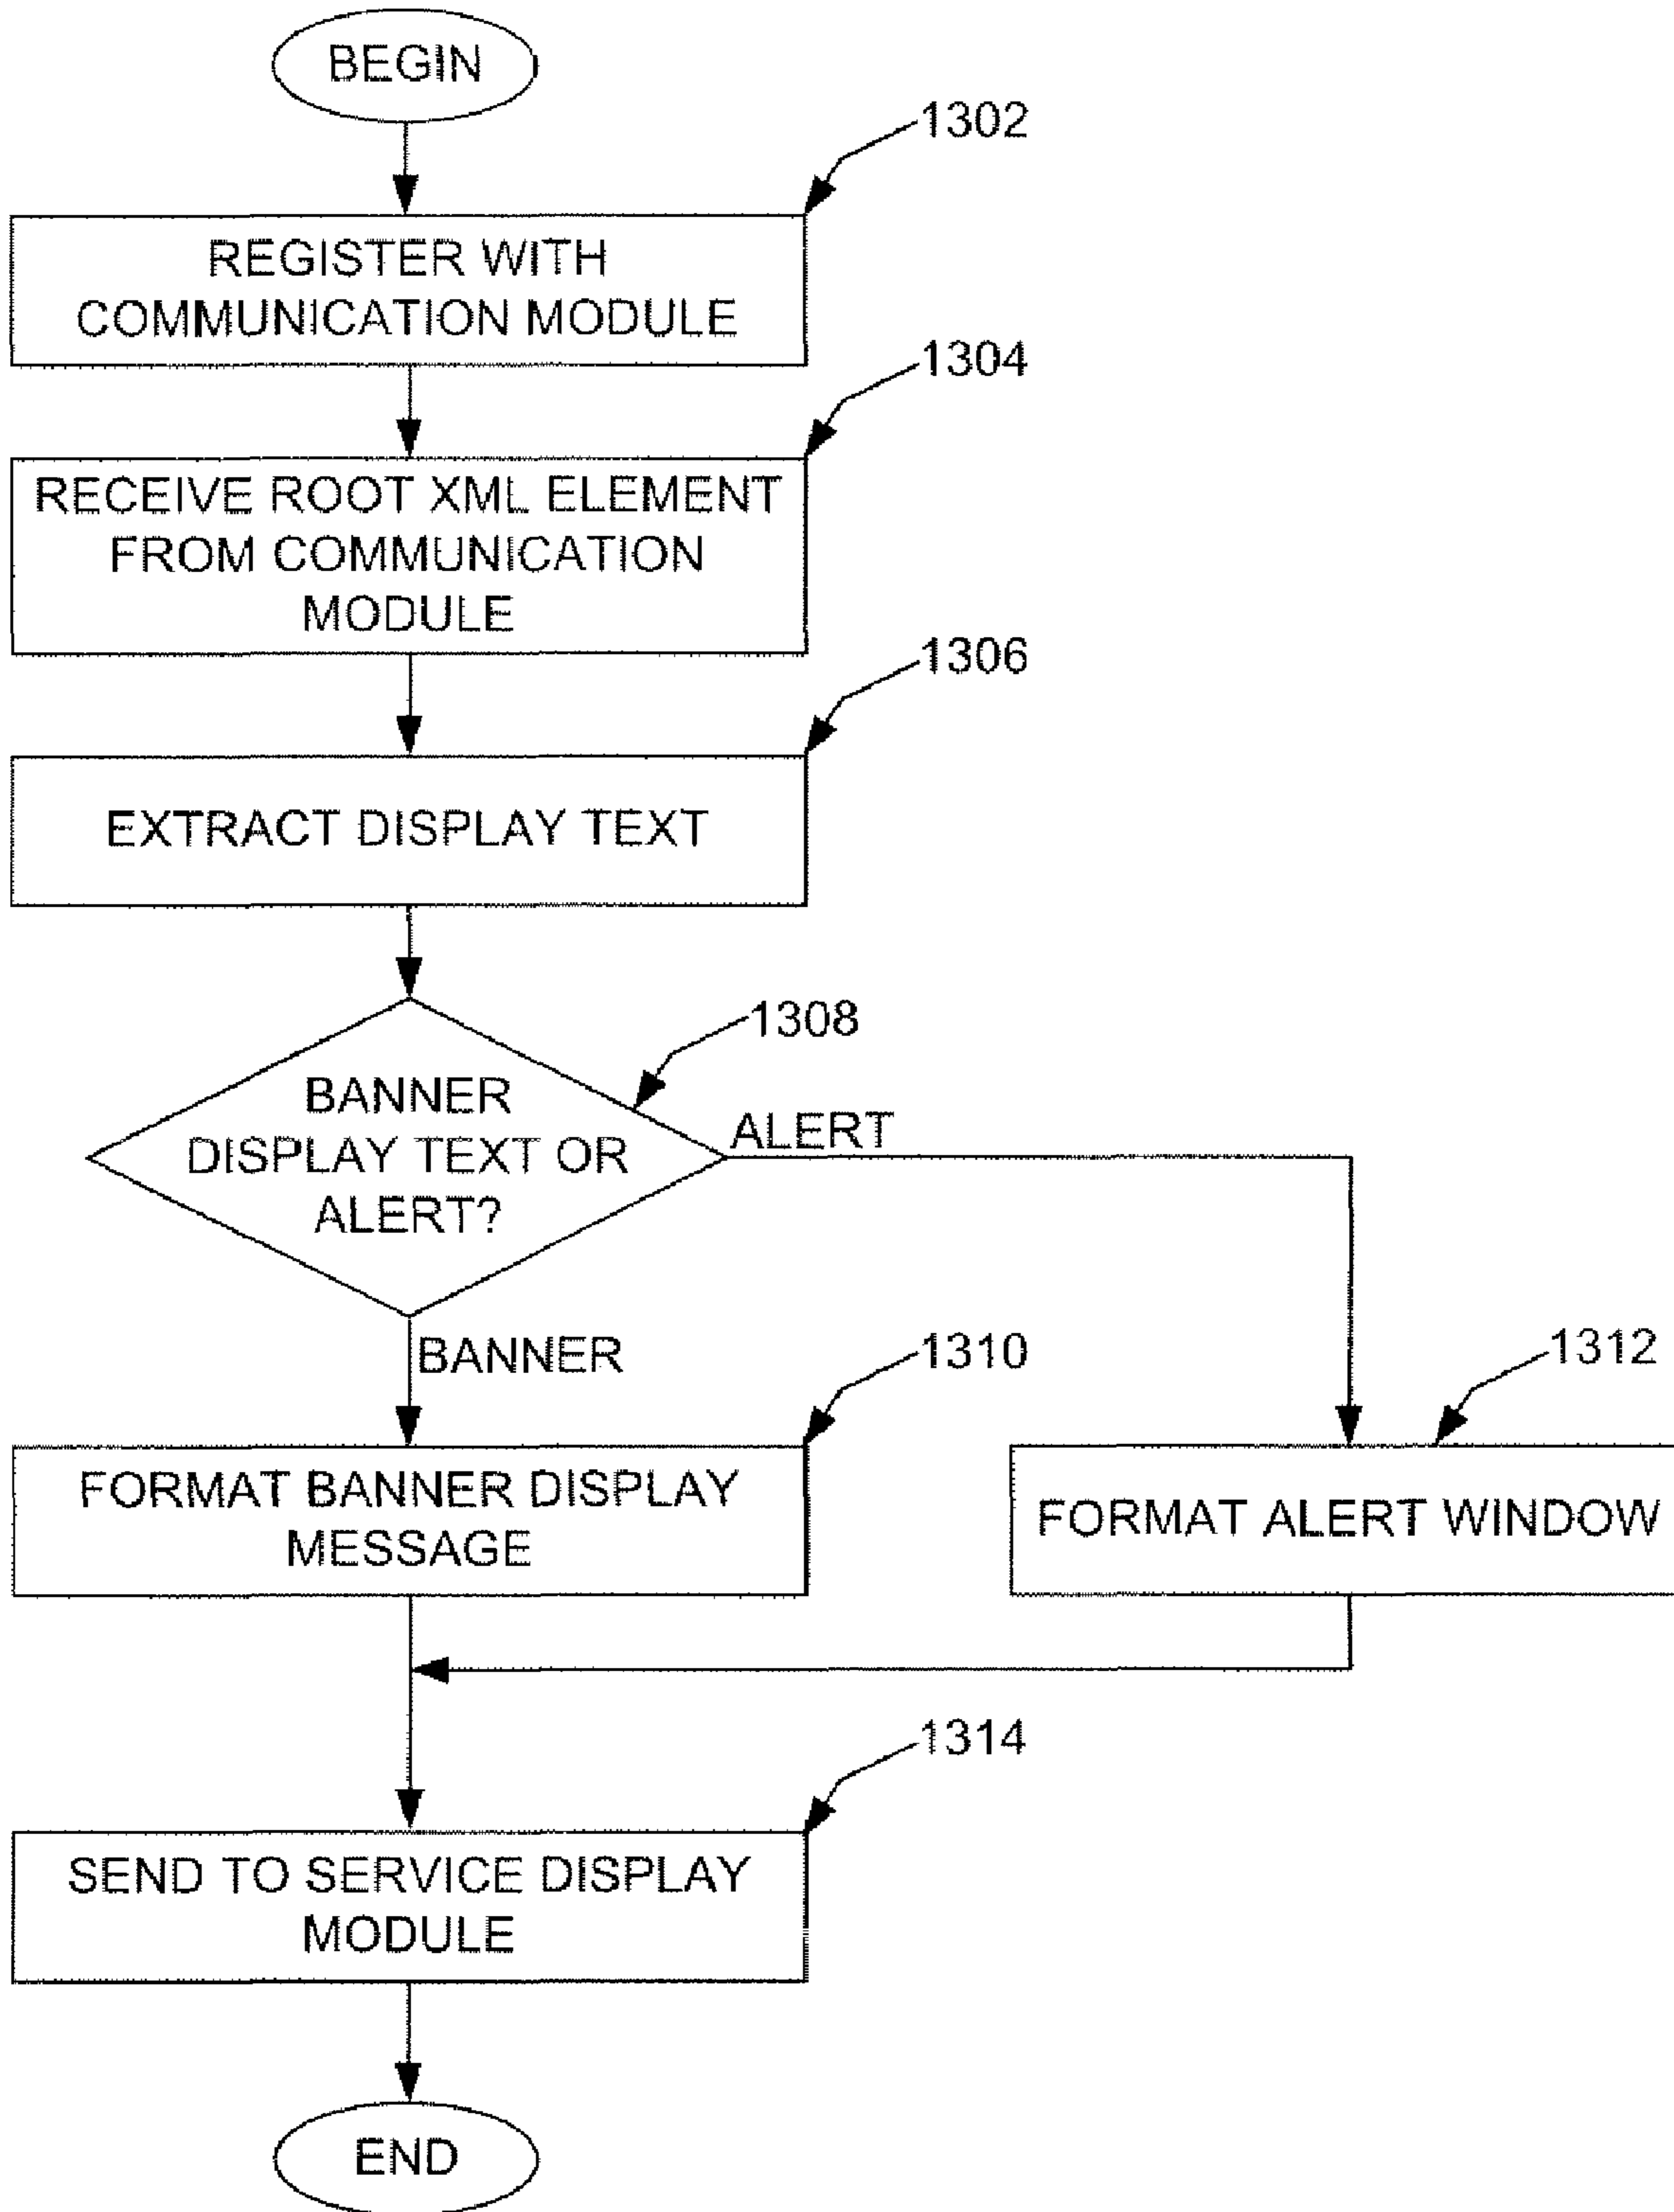 BEGIN
1302
REGISTER WITH
COMMUNICATION MODULE
1304
RECEIVE ROOT XML ELEMENT
FROM COMMUNICATION
MODULE
1306
EXTRACT DISPLAY TEXT
1308
BANNER
DISPLAY TEXT OR
ALERT?
ALERT
BANNER
1310
FORMAT BANNER DISPLAY
MESSAGE
1312
FORMAT ALERT WINDOW
1314
SEND TO SERVICE DISPLAY
MODULE
END